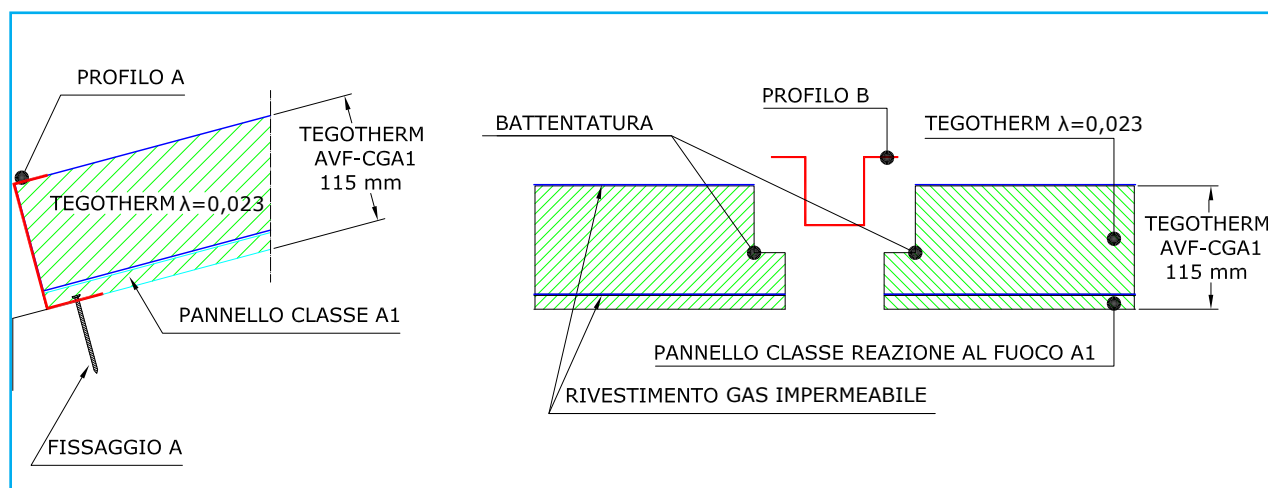 PROFILO A
TEGOTHERM
AVF-CGA1
115 mm
TEGOTHERM λ=0,023
PANNELLO CLASSE A1
FISSAGGIO A
PROFILO B
BATTENTATURA
TEGOTHERM λ=0,023
TEGOTHERM
AVF-CGA1
115 mm
PANNELLO CLASSE REAZIONE AL FUOCO A1
RIVESTIMENTO GAS IMPERMEABILE